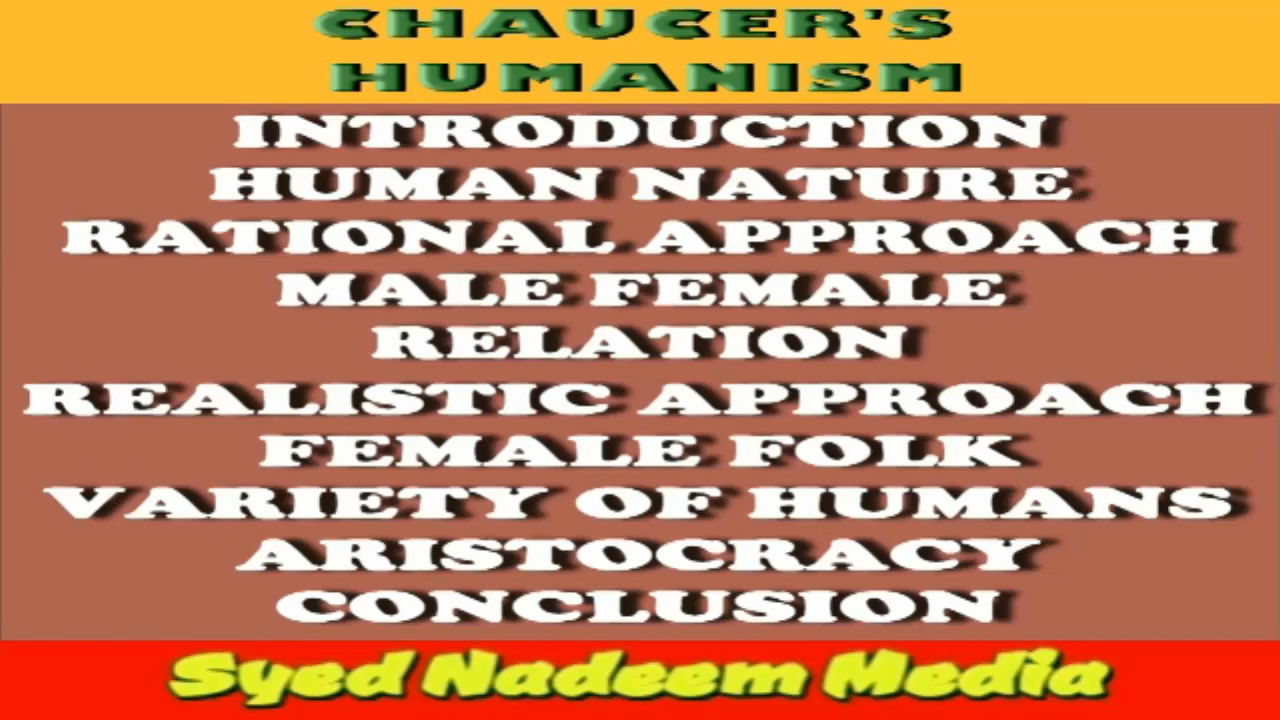 CHAUCER'S
HUMANISM
INTRODUCTION
HUMAN NATURE
RATIONAL APPROACH
MALE FEMALE
RELATION
REALISTIC APPROACH
FEMALE FOLK
VARIETY OF HUMANS
ARISTOCRACY
CONCLUSION
Syed Nadeem Media